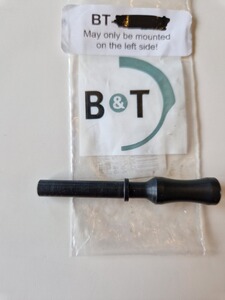 BT-
May only be mounted
on the left side!
B&T